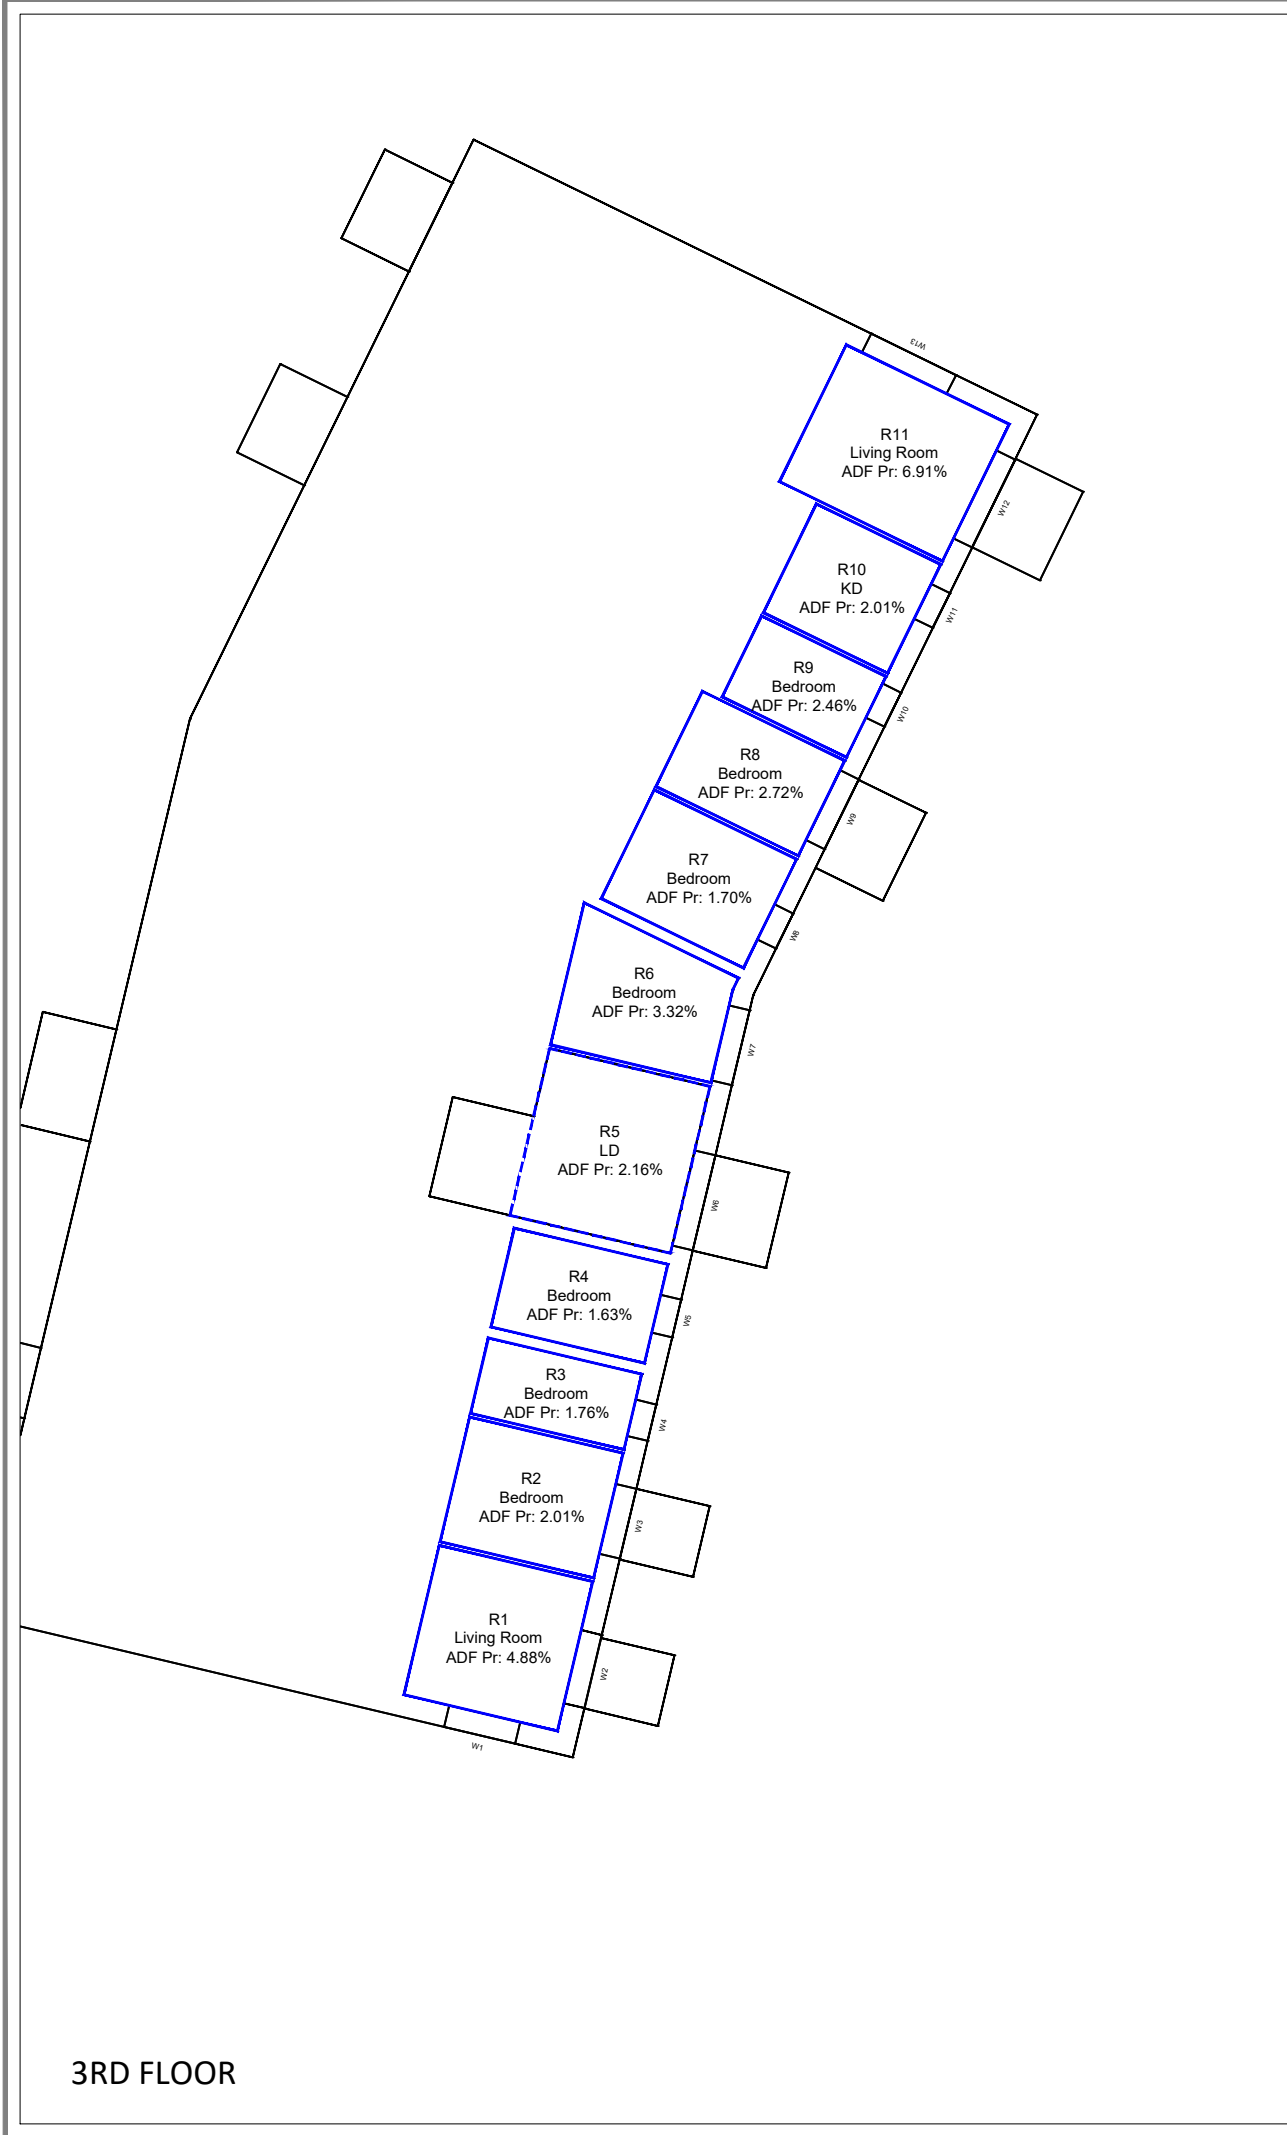 W13
R11
Living Room
ADF Pr: 6.91%
W12
R10
KD
ADF Pr: 2.01%
W11
R9
Bedroom
ADF Pr: 2.46%
W10
R8
Bedroom
ADF Pr: 2.72%
W9
R7
Bedroom
ADF Pr: 1.70%
W8
R6
Bedroom
ADF Pr: 3.32%
W7
R5
LD
ADF Pr: 2.16%
W6
R4
Bedroom
ADF Pr: 1.63%
W5
R3
Bedroom
ADF Pr: 1.76%
W4
R2
Bedroom
ADF Pr: 2.01%
W3
R1
Living Room
ADF Pr: 4.88%
W2
W1
3RD FLOOR